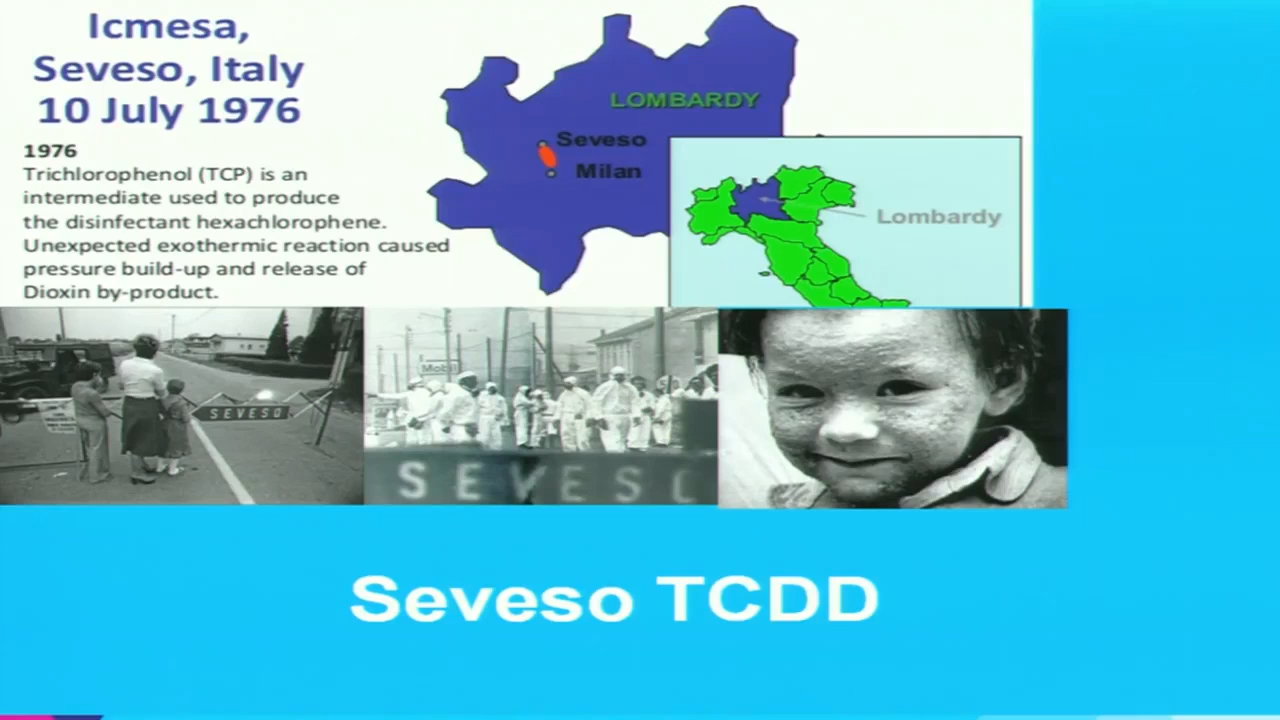 Icmesa,
Seveso, Italy
10 July 1976
1976
Trichlorophenol (TCP) is an
intermediate used to produce
the disinfectant hexachlorophene.
Unexpected exothermic reaction caused
pressure build-up and release of
Dioxin by-product.
LOMBARDY
Seveso
Milan
Lombardy
SEVESO
Mobil
SEVESO
Seveso TCDD